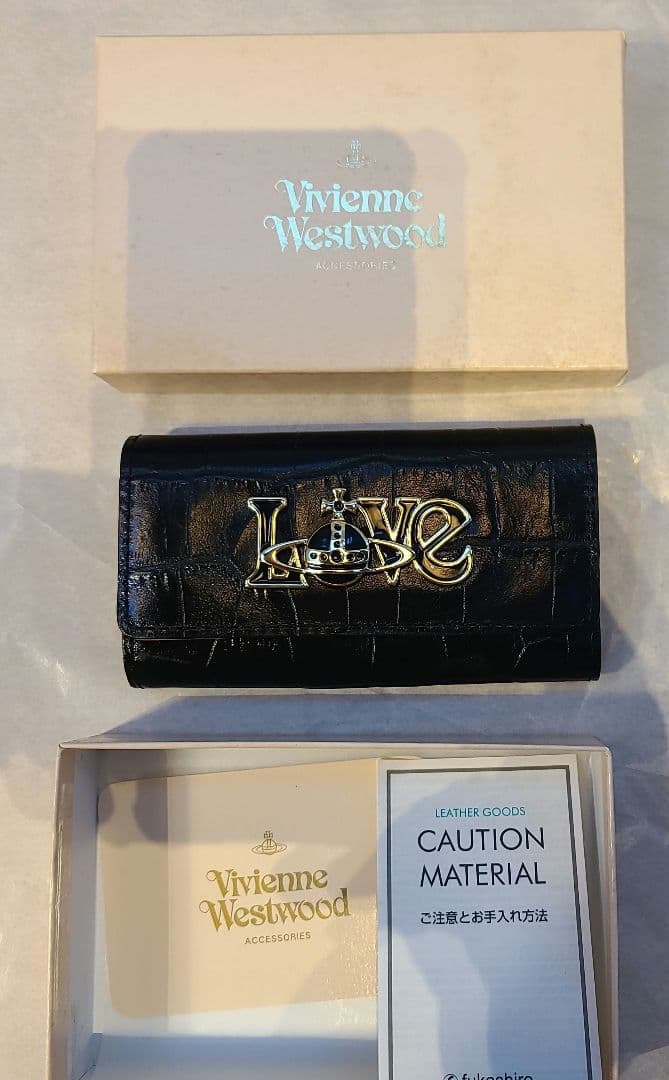 Vivienne
Westwood
ACCESSORIES
LOVE
Vivienne
Westwood
ACCESSORIES
LEATHER GOODS
CAUTION
MATERIAL
ご注意とお手入れ方法